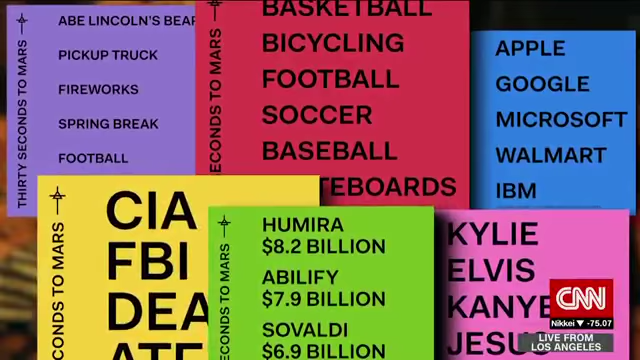 THIRTY SECONDS TO MARS
ABE LINCOLN'S BEAR
PICKUP TRUCK
FIREWORKS
SPRING BREAK
FOOTBALL
SECONDS TO MARS
BASKETBALL
BICYCLING
FOOTBALL
SOCCER
BASEBALL
TEBOARDS
APPLE
GOOGLE
MICROSOFT
WALMART
IBM
CONDS TO MARS
CIA
FBI
DEA
ATF
SECONDS TO MARS
HUMIRA
$8.2 BILLION
ABILIFY
$7.9 BILLION
SOVALDI
$6.9 BILLION
KYLIE
ELVIS
KANYE
JESUS
CNN
Nikkei ▼ -75.07
LIVE FROM
LOS ANGELES